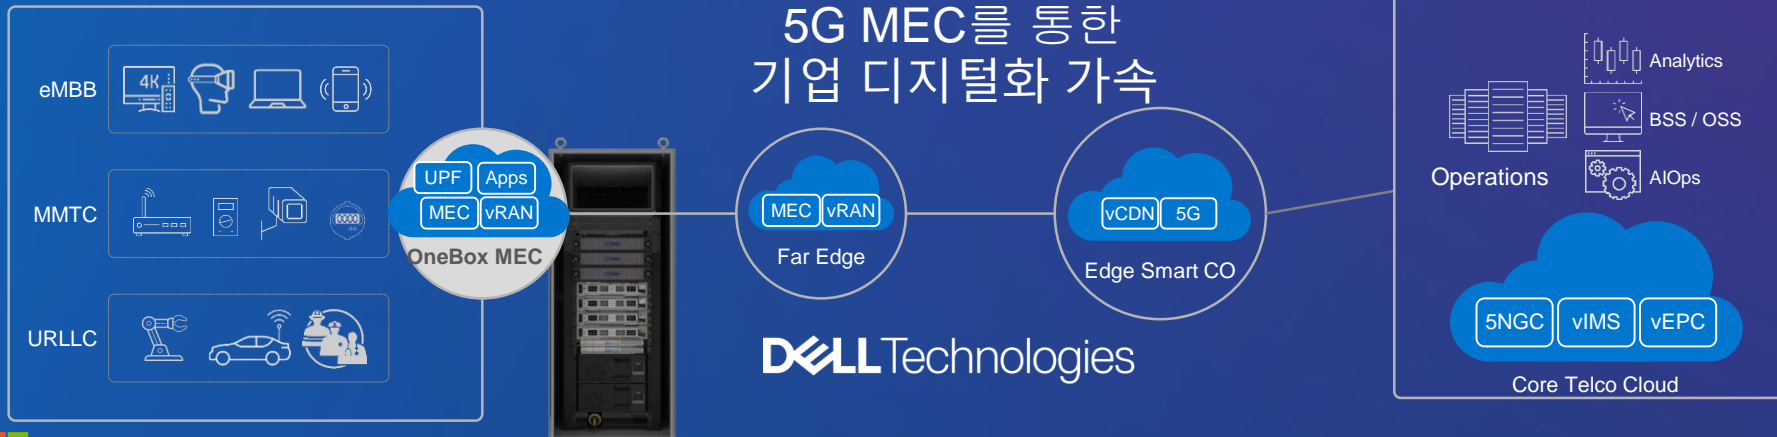 5G MEC를 통한
기업 디지털화 가속
eMBB
4K
MMTC
URLLC
UPF Apps
MEC vRAN
OneBox MEC
MEC vRAN
Far Edge
vCDN 5G
Edge Smart CO
DELLTechnologies
Operations
Analytics
BSS / OSS
AIOps
5NGC vIMS vEPC
Core Telco Cloud